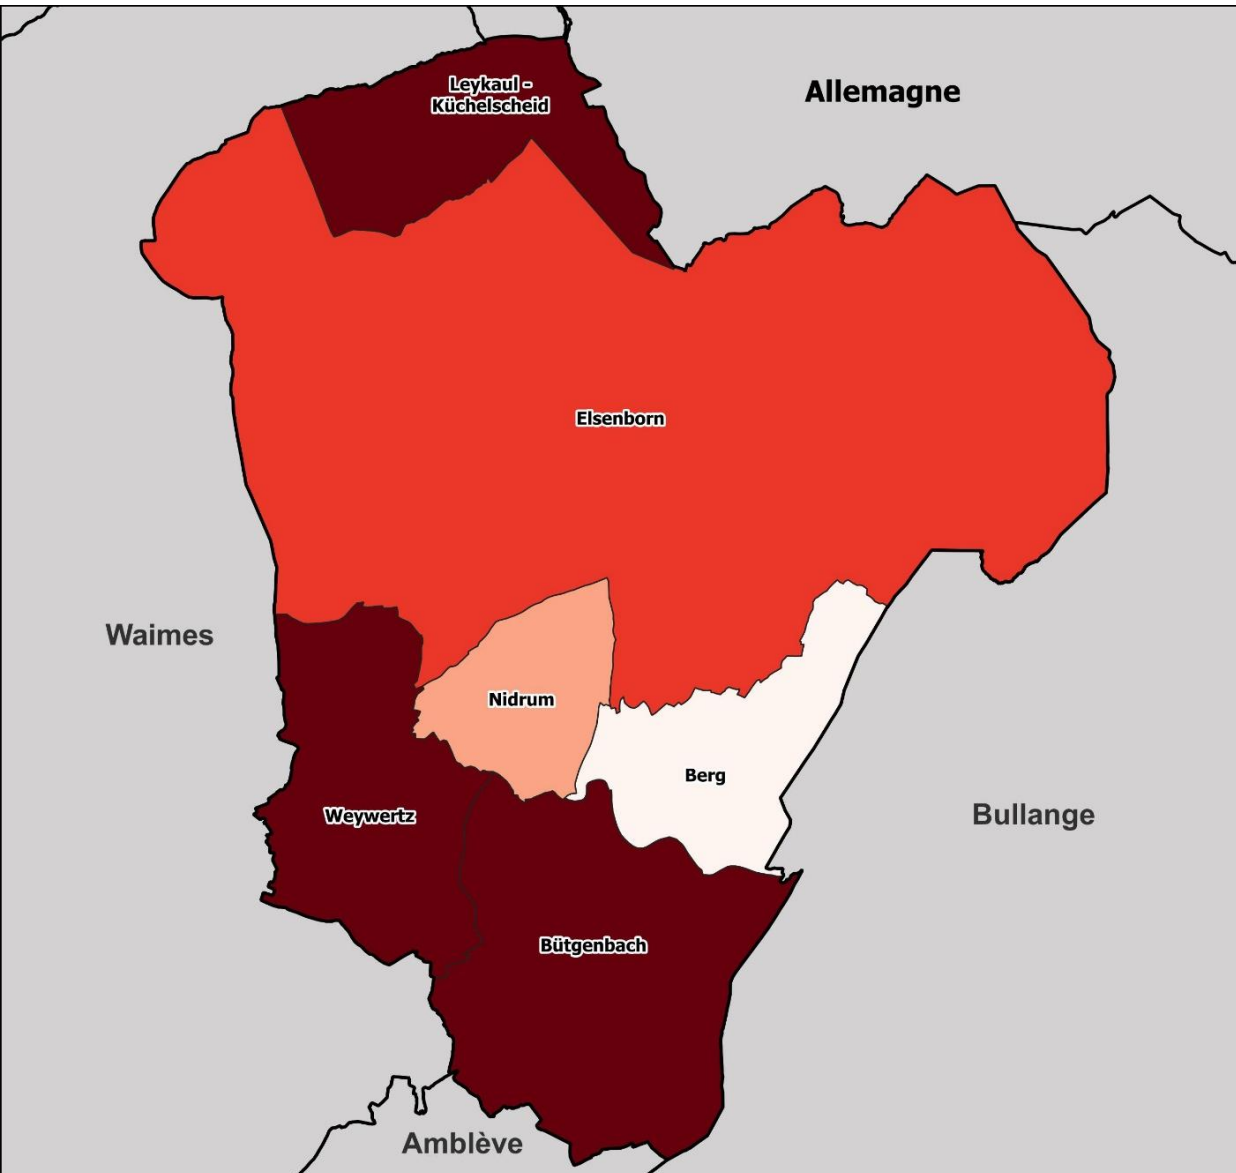 Leykaul -
Küchelscheid
Allemagne
Elsenborn
Waimes
Nidrum
Berg
Weywertz
Bullange
Bütgenbach
Amblève